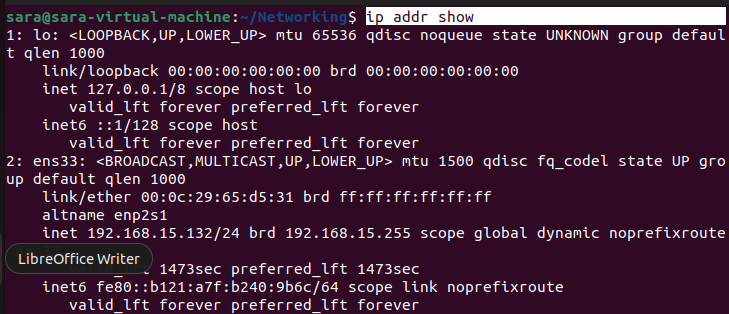 sara@sara-virtual-machine:~/Networking$ ip addr show
1: lo: <LOOPBACK,UP,LOWER_UP> mtu 65536 qdisc noqueue state UNKNOWN group defaul
t qlen 1000
    link/loopback 00:00:00:00:00:00 brd 00:00:00:00:00:00
    inet 127.0.0.1/8 scope host lo
       valid_lft forever preferred_lft forever
    inet6 ::1/128 scope host
       valid_lft forever preferred_lft forever
2: ens33: <BROADCAST,MULTICAST,UP,LOWER_UP> mtu 1500 qdisc fq_codel state UP gro
up default qlen 1000
    link/ether 00:0c:29:65:d5:31 brd ff:ff:ff:ff:ff:ff
    altname enp2s1
    inet 192.168.15.132/24 brd 192.168.15.255 scope global dynamic noprefixroute
LibreOffice Writer
1473sec preferred_lft 1473sec
    inet6 fe80::b121:a7f:b240:9b6c/64 scope link noprefixroute
       valid_lft forever preferred_lft forever